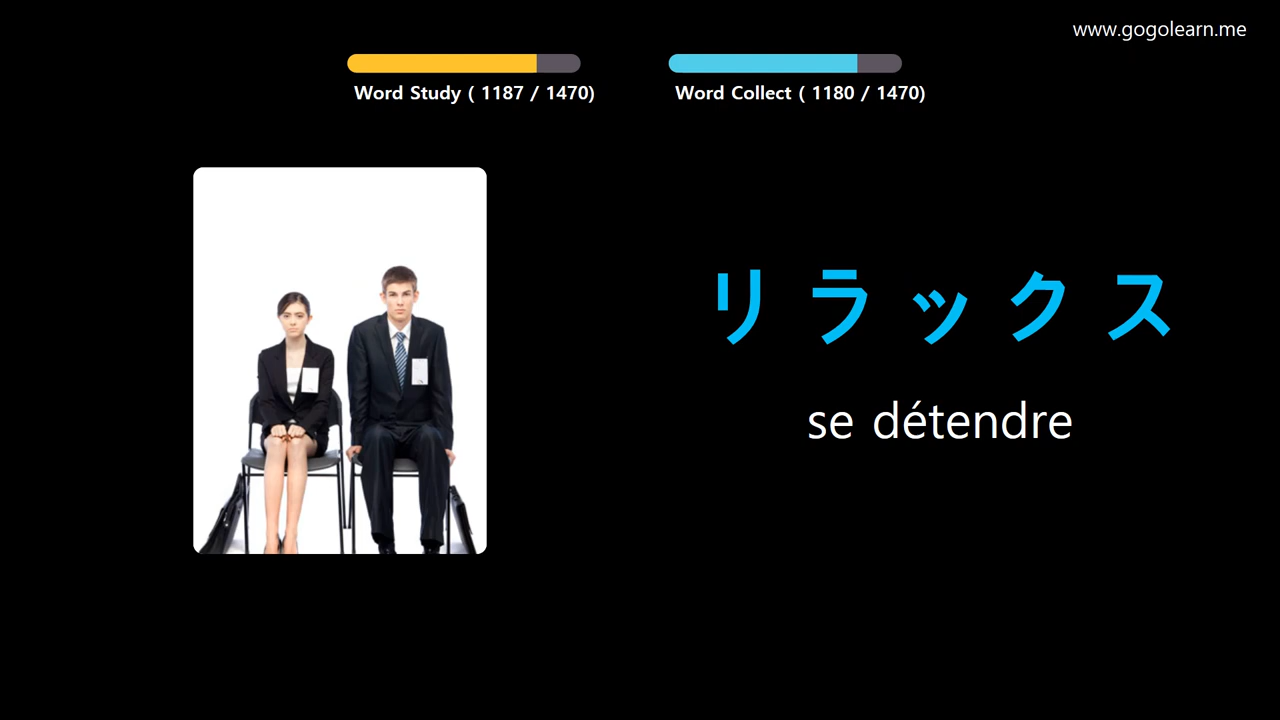 www.gogolearn.me
Word Study ( 1187 / 1470)
Word Collect ( 1180 / 1470)
リラックス
se détendre